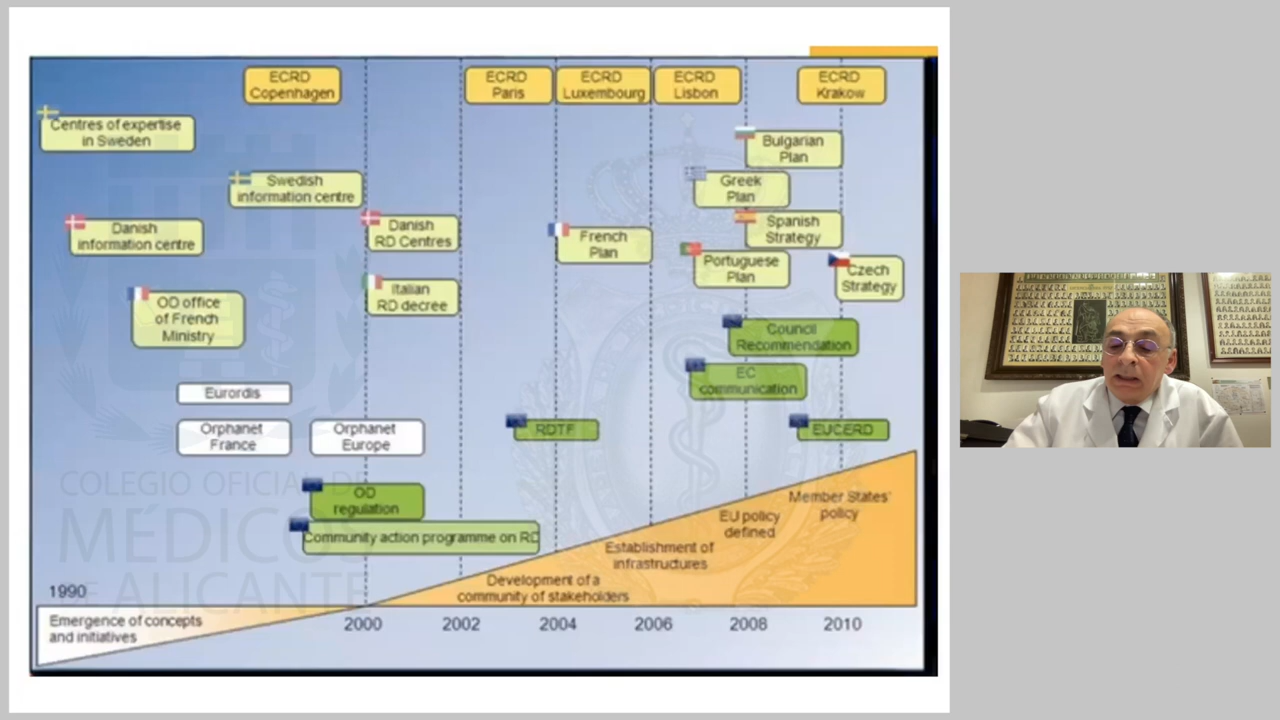 ECRD
Copenhagen
ECRD
Paris
ECRD
Luxembourg
ECRD
Lisbon
ECRD
Krakow
Centres of expertise
in Sweden
Bulgarian
Plan
Swedish
information centre
Greek
Plan
Danish
information centre
Danish
RD Centres
French
Plan
Spanish
Strategy
Portuguese
Plan
Czech
Strategy
OD office
of French
Ministry
Italian
RD decree
Council
Recommendation
EC
communication
Eurordis
Orphanet
France
Orphanet
Europe
RDTF
EUCERD
COLEGIO OFICIAL DE
MÉDICOS
DE ALICANTE
OD
regulation
Community action programme on RD
Member States'
policy
EU policy
defined
Establishment of
infrastructures
Development of a
community of stakeholders
1990
Emergence of concepts
and initiatives
2000
2002
2004
2006
2008
2010